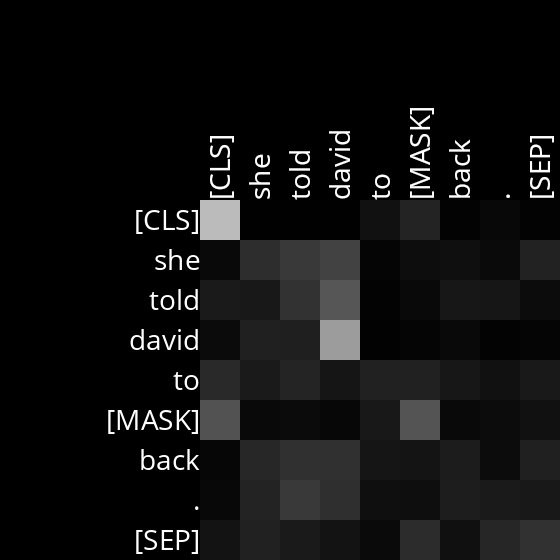 [CLS] she told david to [MASK] back . [SEP]
[CLS]
she
told
david
to
[MASK]
back
.
[SEP]